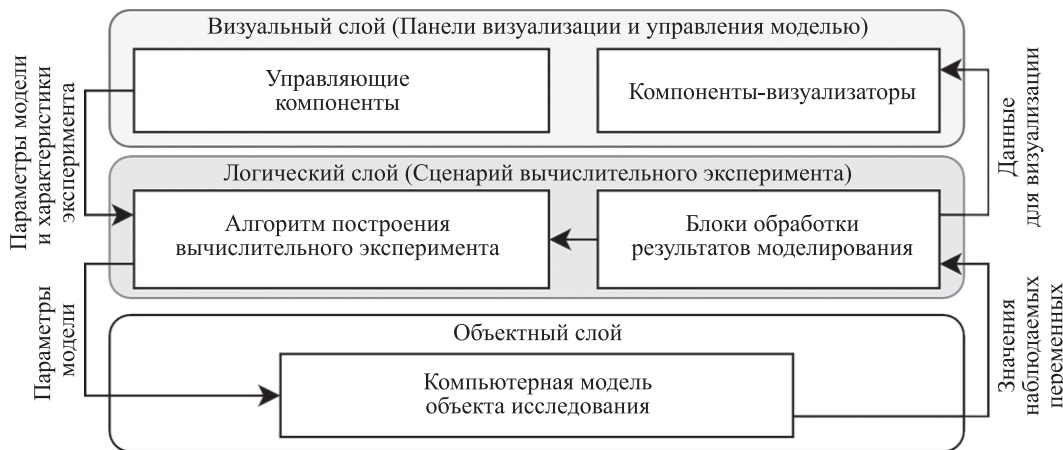 Визуальный слой (Панели визуализации и управления моделью)
Управляющие
компоненты
Компоненты-визуализаторы
Параметры модели
и характеристики
эксперимента
Данные
для визуализации
Логический слой (Сценарий вычислительного эксперимента)
Алгоритм построения
вычислительного эксперимента
Блоки обработки
результатов моделирования
Параметры
модели
Значения
наблюдаемых
переменных
Объектный слой
Компьютерная модель
объекта исследования